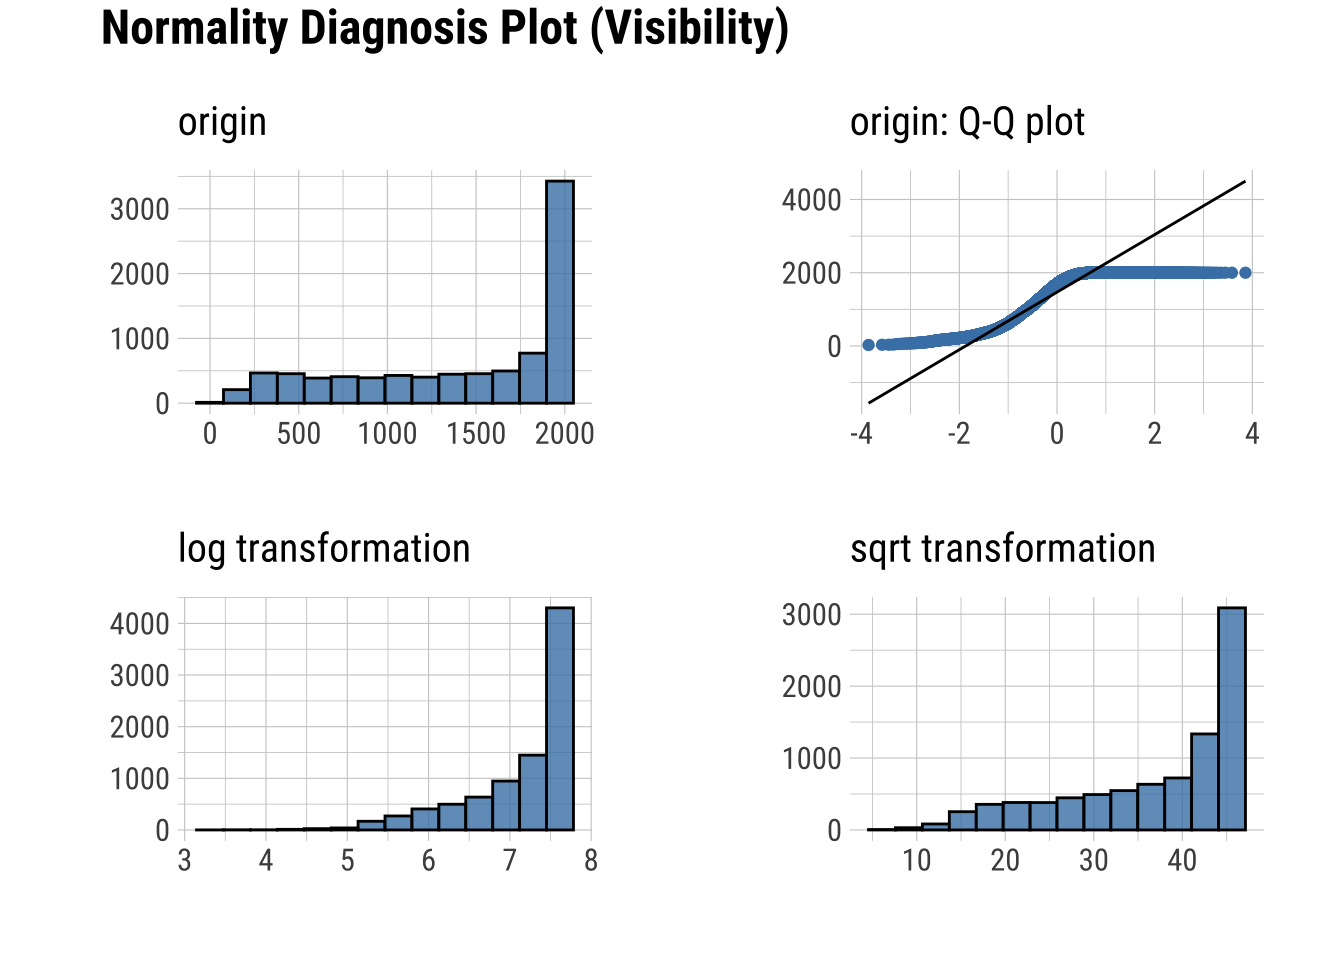 Normality Diagnosis Plot (Visibility)
origin
3000
2000
1000
0
0 500 1000 1500 2000
origin: Q-Q plot
4000
2000
0
-4 -2 0 2 4
log transformation
4000
3000
2000
1000
0
3 4 5 6 7 8
sqrt transformation
3000
2000
1000
0
10 20 30 40